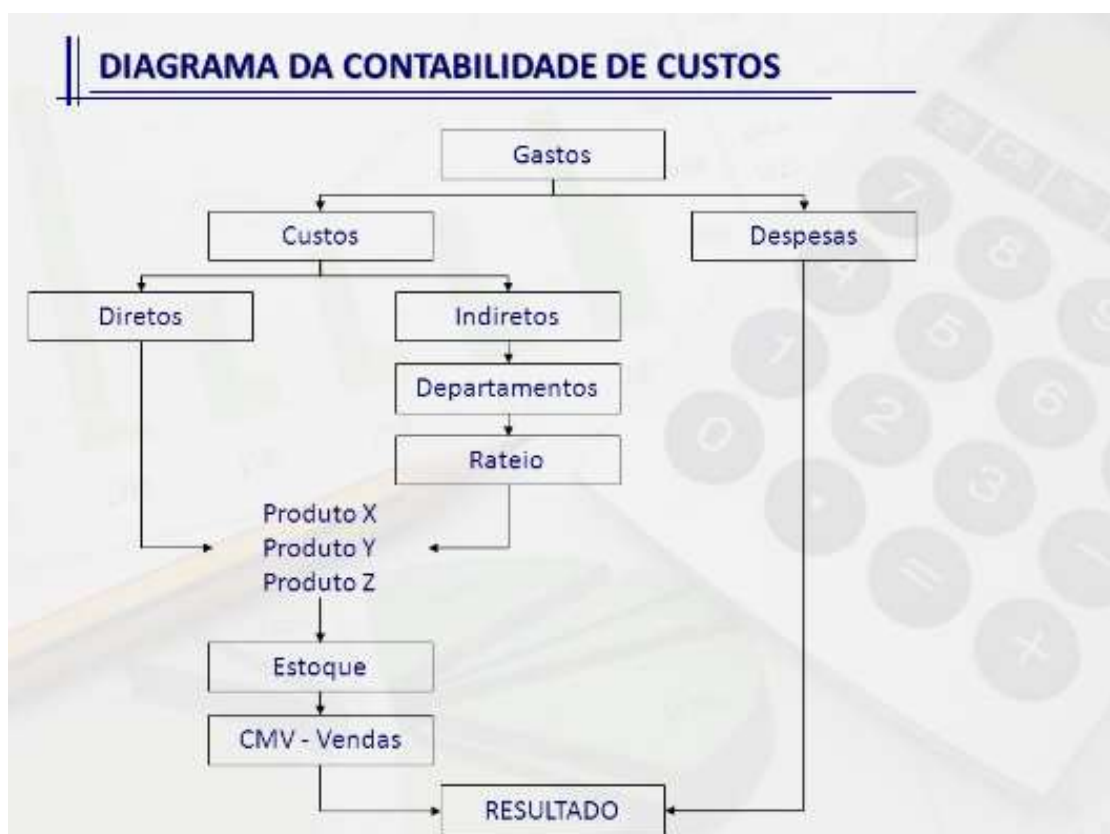 DIAGRAMA DA CONTABILIDADE DE CUSTOS
Gastos
Custos
Despesas
Diretos
Indiretos
Departamentos
Rateio
Produto X
Produto Y
Produto Z
Estoque
CMV - Vendas
RESULTADO